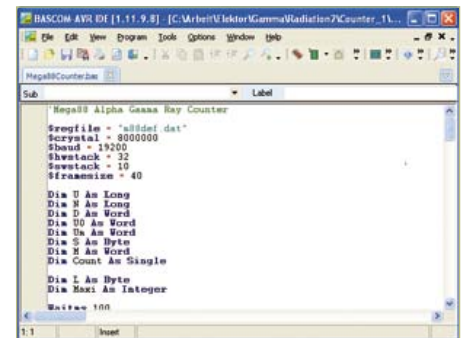 BASCOM-AVR IDE [1.11.9.8] - [C:\Arbeit\Elektor\Gamma\Radiation7\Counter_1\...
File Edit View Program Tools Options Window Help
Mega88Counter.bas
Sub Label
'Mega88 Alpha Gamma Ray Counter
$regfile = "m88def.dat"
$crystal = 8000000
$baud = 19200
$hwstack = 32
$swstack = 10
$framesize = 40
Dim U As Long
Dim N As Long
Dim D As Word
Dim U0 As Word
Dim Um As Word
Dim S As Byte
Dim M As Word
Dim Count As Single
Dim L As Byte
Dim Maxi As Integer
Waitms 100
1:1 Insert